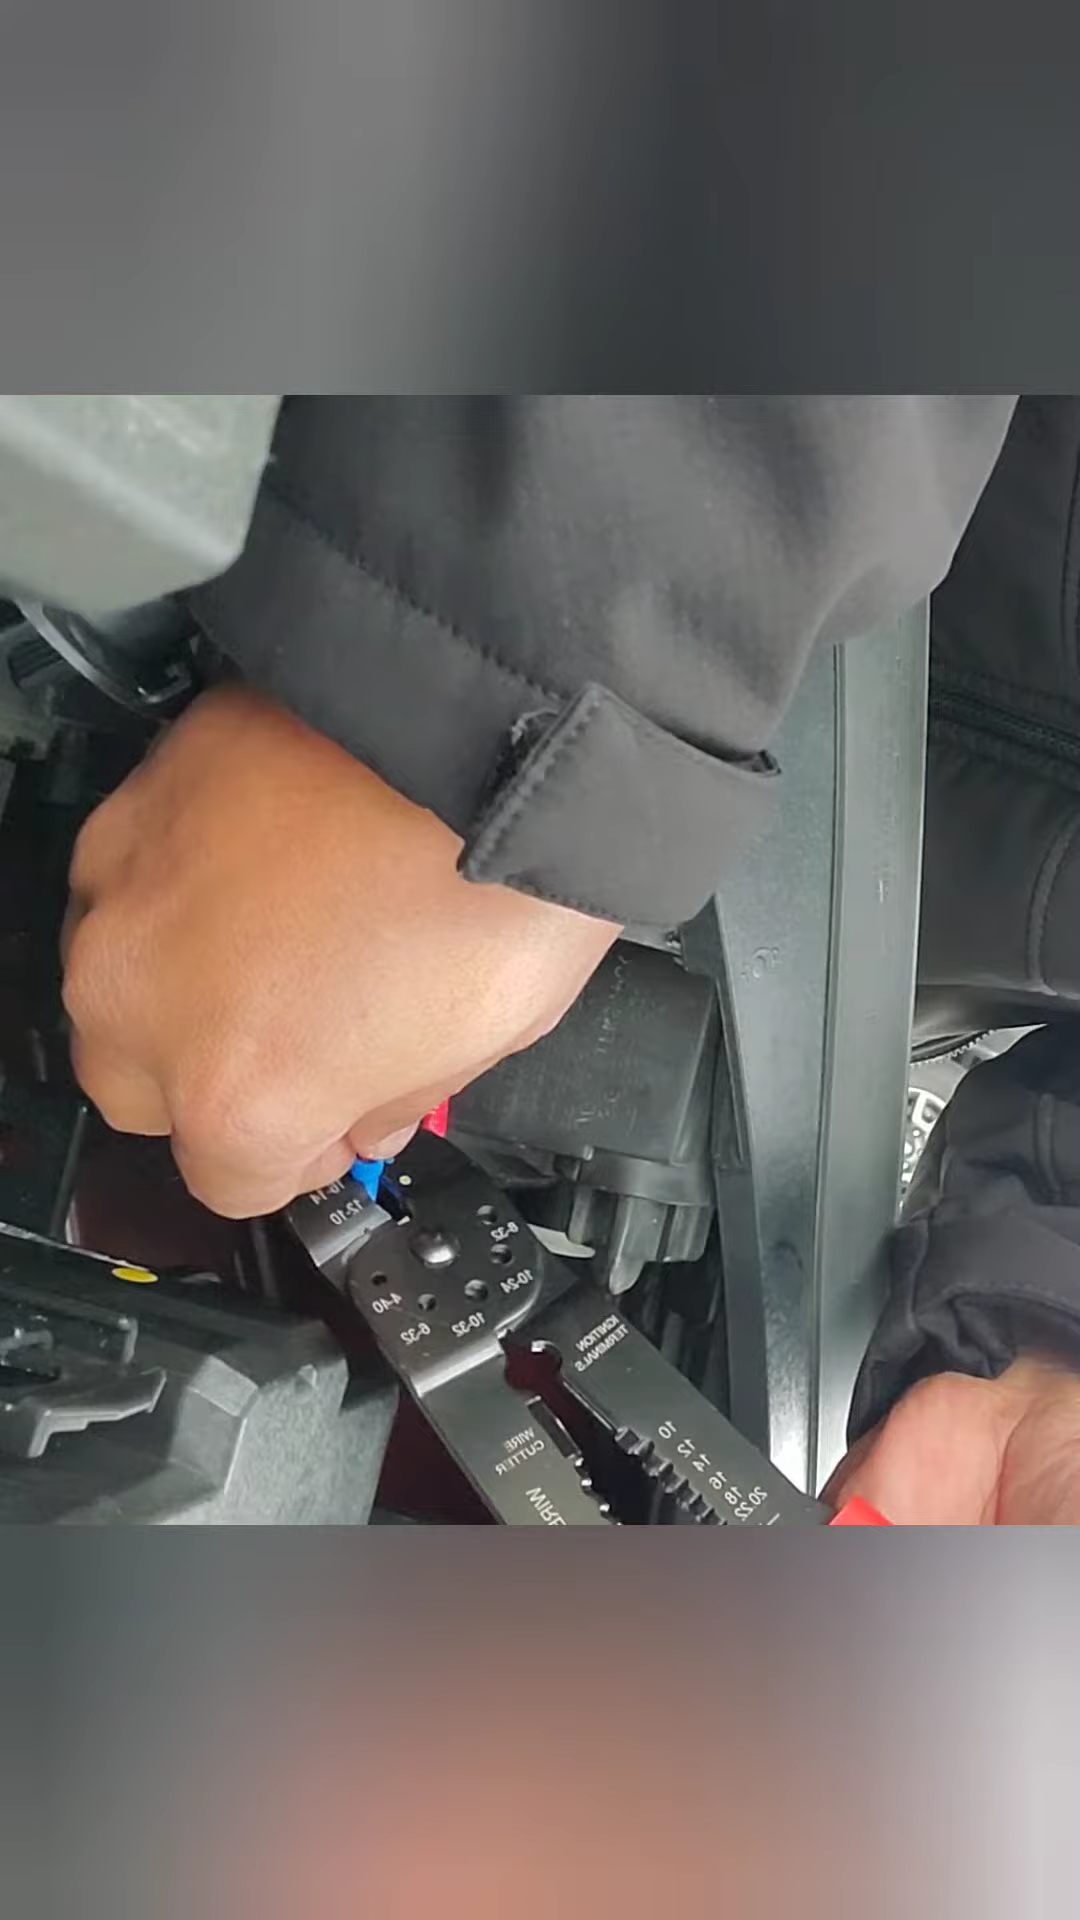 16-14
12-10
8-32
10-24
10-32
6-32
4-40
IGNITION
TERMINALS
WIRE
CUTTER
WIRE
10
12
14
16
18
20-22